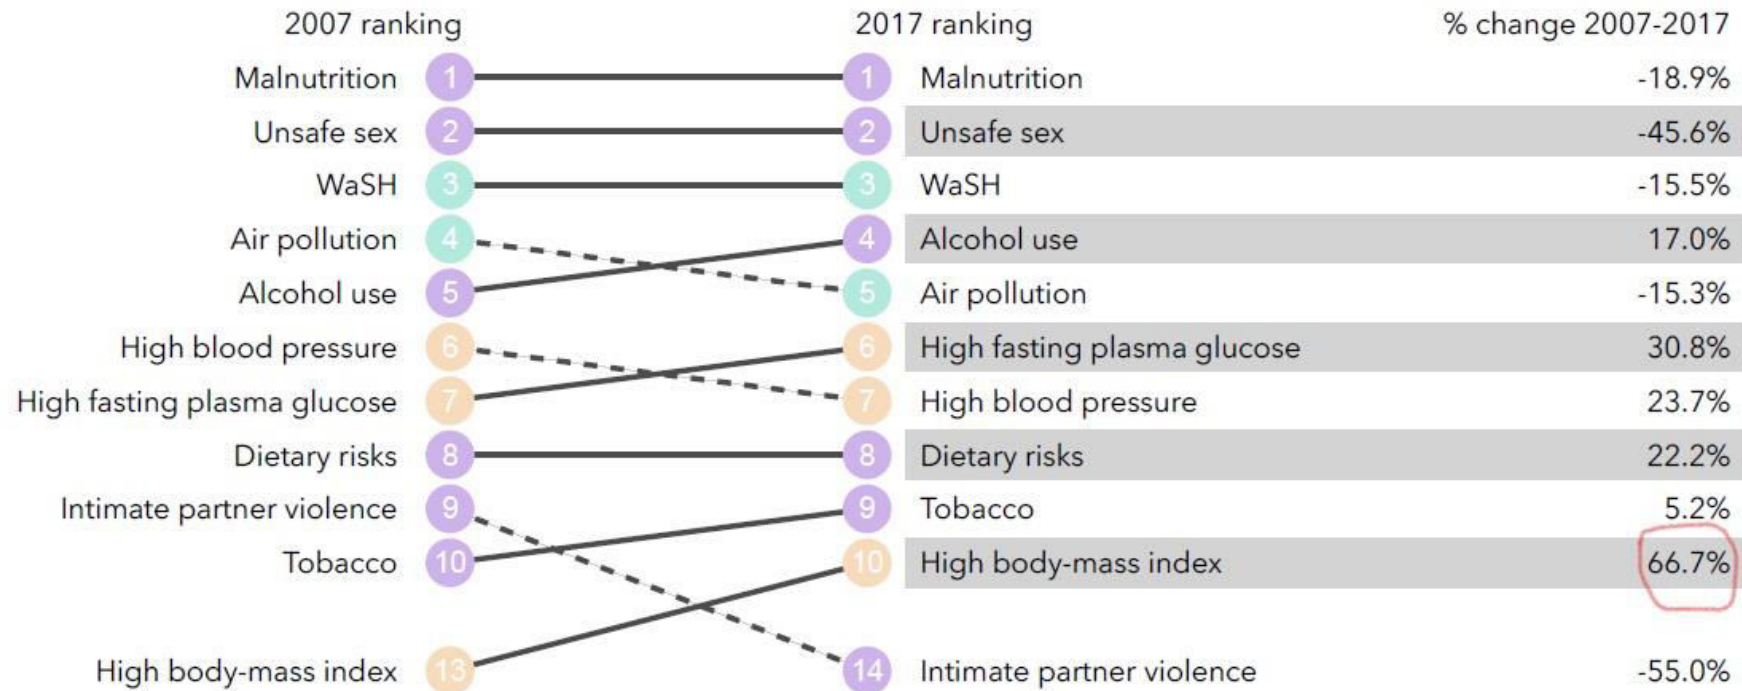 2007 ranking 2017 ranking % change 2007-2017
Malnutrition 1 1 Malnutrition -18.9%
Unsafe sex 2 2 Unsafe sex -45.6%
WaSH 3 3 WaSH -15.5%
Air pollution 4 4 Alcohol use 17.0%
Alcohol use 5 5 Air pollution -15.3%
High blood pressure 6 6 High fasting plasma glucose 30.8%
High fasting plasma glucose 7 7 High blood pressure 23.7%
Dietary risks 8 8 Dietary risks 22.2%
Intimate partner violence 9 9 Tobacco 5.2%
Tobacco 10 10 High body-mass index 66.7%
High body-mass index 13 14 Intimate partner violence -55.0%